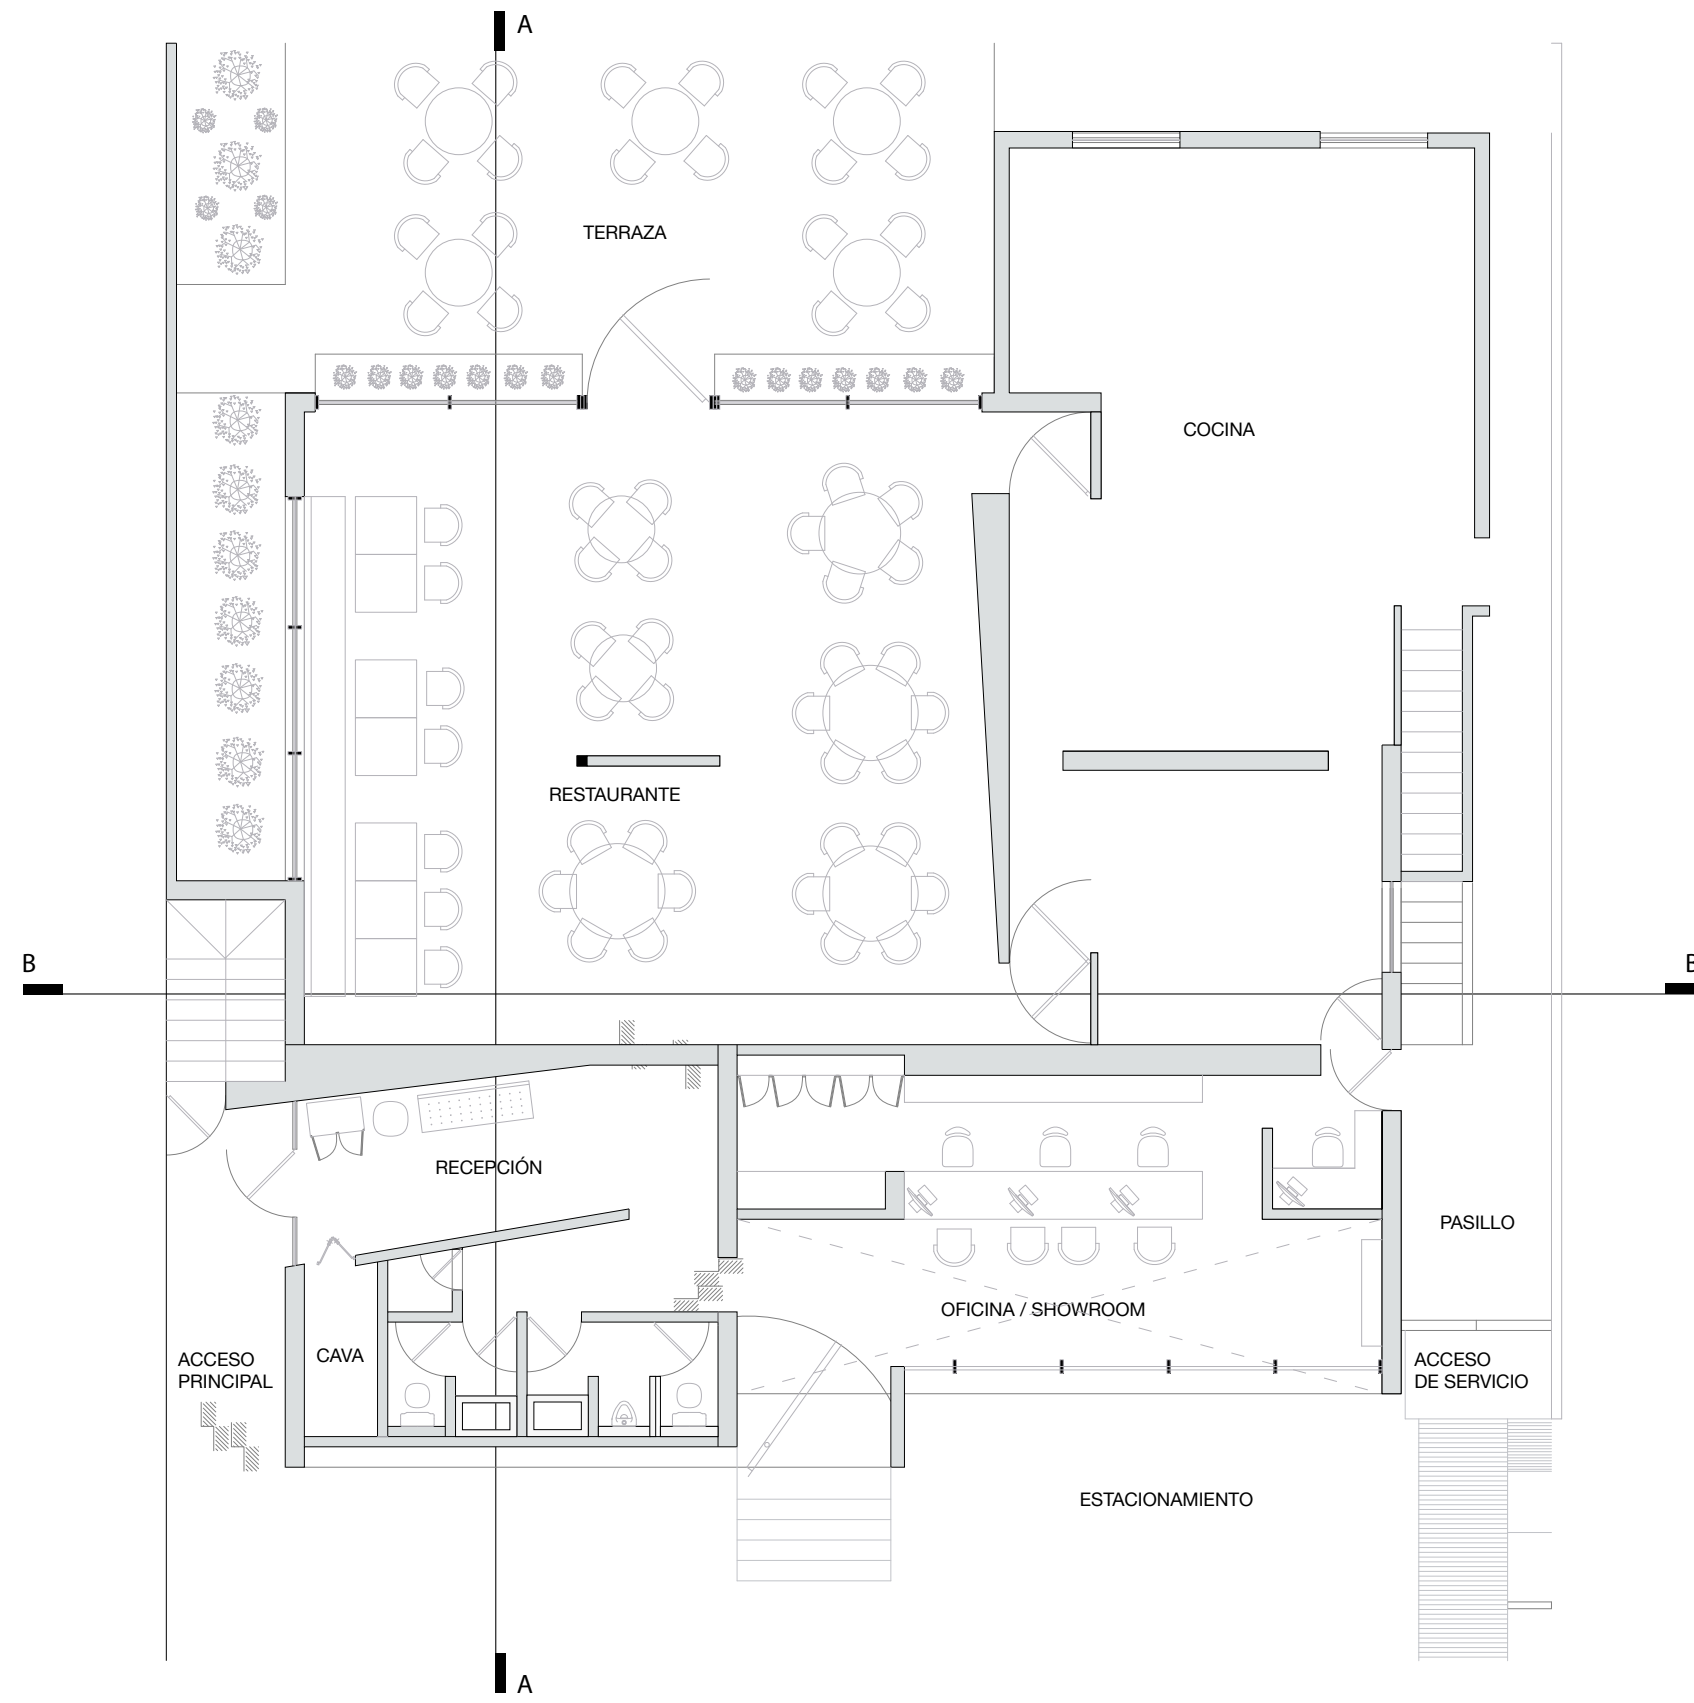 A
TERRAZA
COCINA
RESTAURANTE
B
B
RECEPCIÓN
PASILLO
OFICINA / SHOWROOM
CAVA
ACCESO
PRINCIPAL
ACCESO
DE SERVICIO
ESTACIONAMIENTO
A